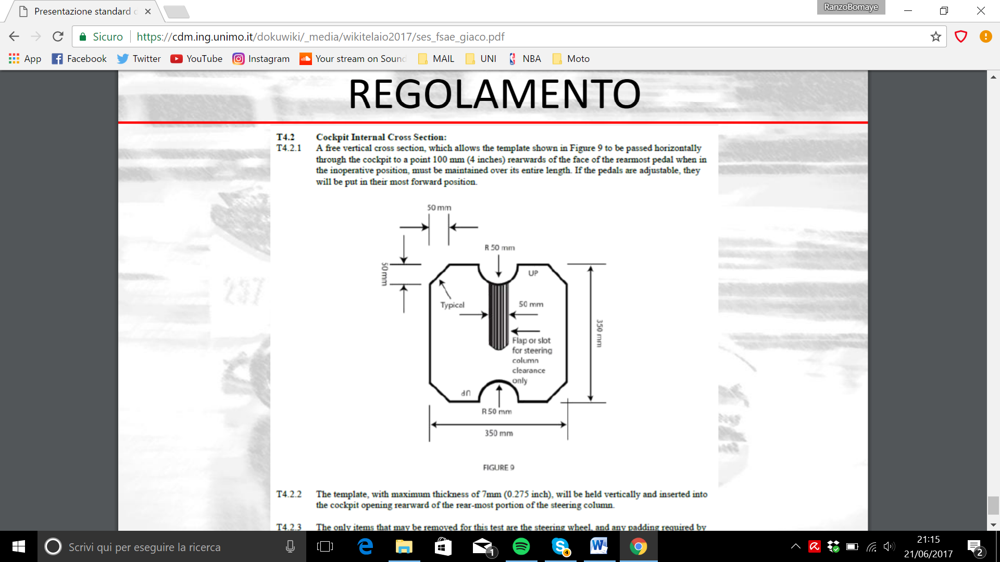 Presentazione standard
RanzoBomaye
Sicuro
https://cdm.ing.unimo.it/dokuwiki/_media/wikitelaio2017/ses_fsae_giaco.pdf
App Facebook Twitter YouTube Instagram Your stream on Sound MAIL UNI NBA Moto
REGOLAMENTO
T4.2 Cockpit Internal Cross Section:
T4.2.1 A free vertical cross section, which allows the template shown in Figure 9 to be passed horizontally
through the cockpit to a point 100 mm (4 inches) rearwards of the face of the rearmost pedal when in
the inoperative position, must be maintained over its entire length. If the pedals are adjustable, they
will be put in their most forward position.
50 mm
R 50 mm
50 mm
UP
Typical
50 mm
350 mm
Flap or slot
for steering
column
clearance
only
UP
R 50 mm
350 mm
FIGURE 9
T4.2.2 The template, with maximum thickness of 7mm (0.275 inch), will be held vertically and inserted into
the cockpit opening rearward of the rear-most portion of the steering column.
T4.2.3 The only items that may be removed for this test are the steering wheel, and any padding required by
Scrivi qui per eseguire la ricerca
1
4
21:15
21/06/2017
2